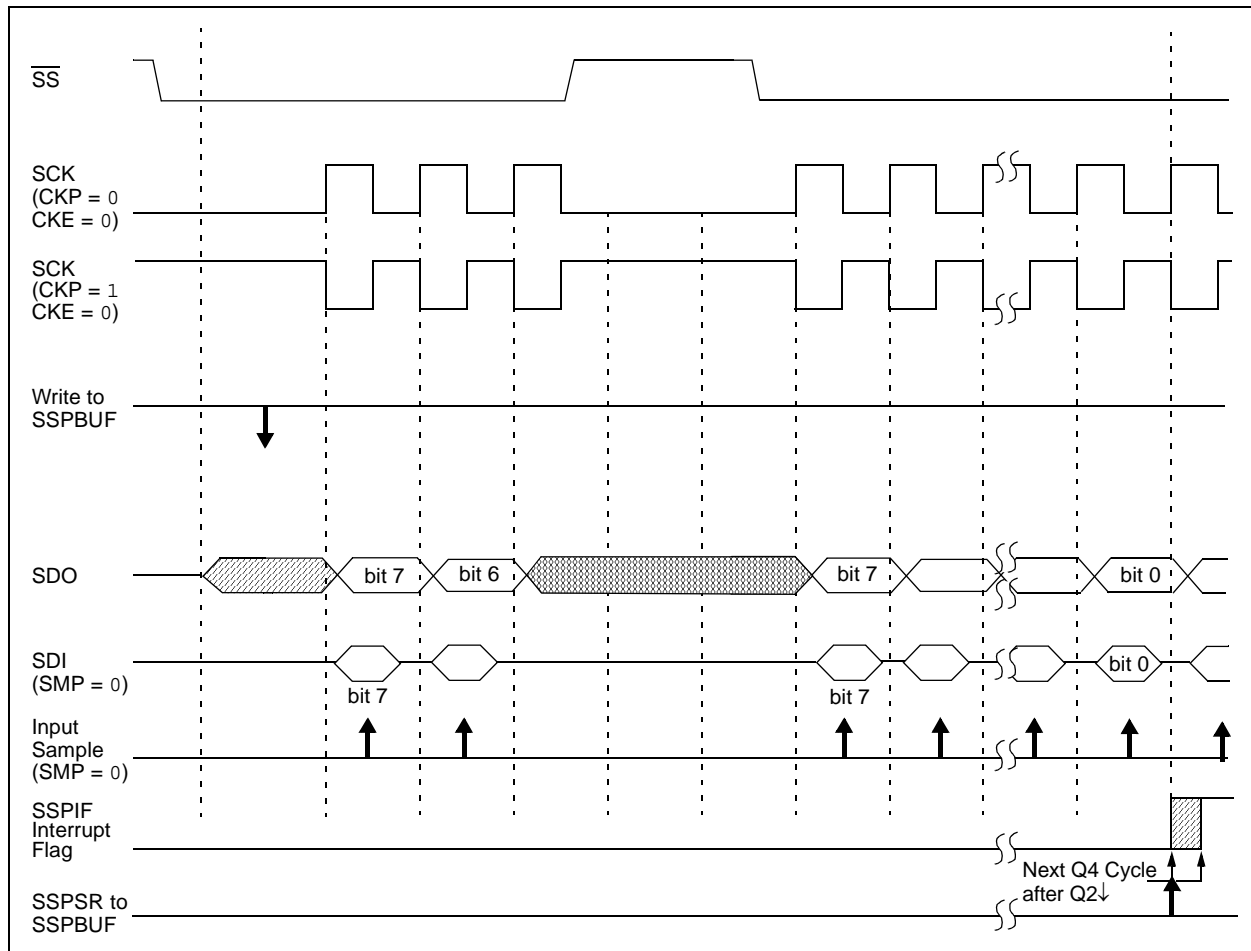 SS
SCK
(CKP = 0
CKE = 0)
SCK
(CKP = 1
CKE = 0)
Write to
SSPBUF
SDO
bit 7
bit 6
bit 7
bit 0
SDI
(SMP = 0)
bit 0
bit 7
bit 7
Input
Sample
(SMP = 0)
SSPIF
Interrupt
Flag
Next Q4 Cycle
after Q2↓
SSPSR to
SSPBUF